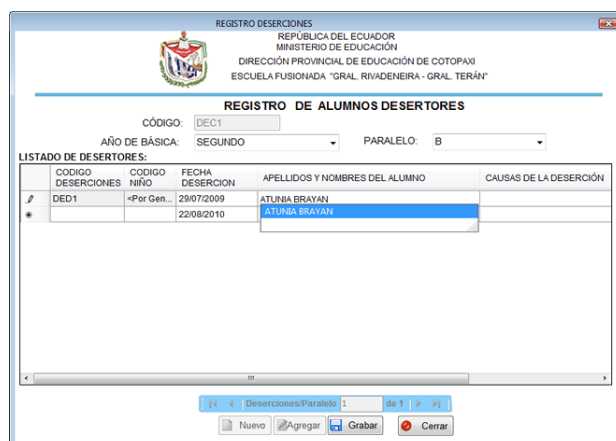 REGISTRO DESERCIONES
REPÚBLICA DEL ECUADOR
MINISTERIO DE EDUCACIÓN
DIRECCIÓN PROVINCIAL DE EDUCACIÓN DE COTOPAXI
ESCUELA FUSIONADA "GRAL. RIVADENEIRA - GRAL. TERÁN"
REGISTRO DE ALUMNOS DESERTORES
CÓDIGO: DEC1
AÑO DE BÁSICA: SEGUNDO PARALELO: B
LISTADO DE DESERTORES:
CODIGO DESERCIONES CODIGO NIÑO FECHA DESERCION APELLIDOS Y NOMBRES DEL ALUMNO CAUSAS DE LA DESERCIÓN
DED1 <Por Gen... 29/07/2009 ATUNIA BRAYAN
22/08/2010 ATUNIA BRAYAN
Deserciones/Paralelo 1 de 1
Nuevo Agregar Grabar Cerrar